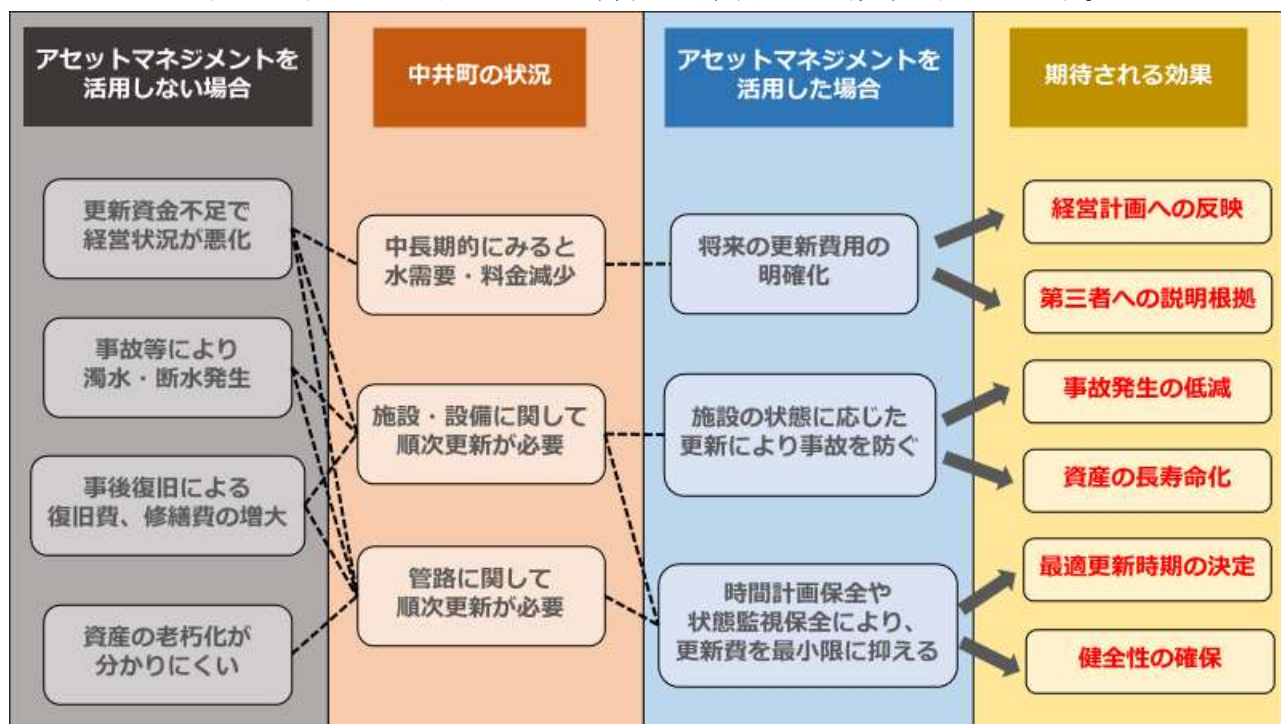 アセットマネジメントを
活用しない場合
更新資金不足で
経営状況が悪化
事故等により
濁水・断水発生
事後復旧による
復旧費、修繕費の増大
資産の老朽化が
分かりにくい
中井町の状況
中長期的にみると
水需要・料金減少
施設・設備に関して
順次更新が必要
管路に関して
順次更新が必要
アセットマネジメントを
活用した場合
将来の更新費用の
明確化
施設の状態に応じた
更新により事故を防ぐ
時間計画保全や
状態監視保全により、
更新費を最小限に抑える
期待される効果
経営計画への反映
第三者への説明根拠
事故発生の低減
資産の長寿命化
最適更新時期の決定
健全性の確保